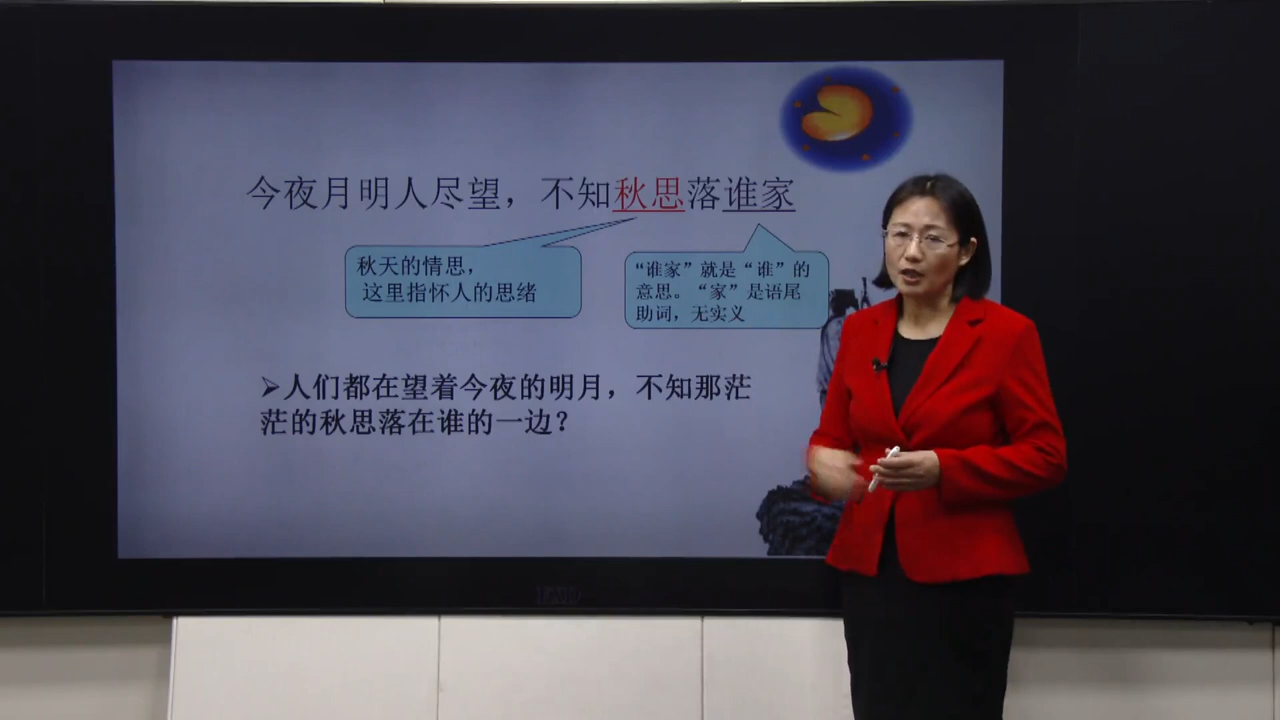 今夜月明人尽望，不知秋思落谁家
秋天的情思，
这里指怀人的思绪
“谁家”就是“谁”的
意思。“家”是语尾
助词，无实义
➢人们都在望着今夜的明月，不知那茫
茫的秋思落在谁的一边？